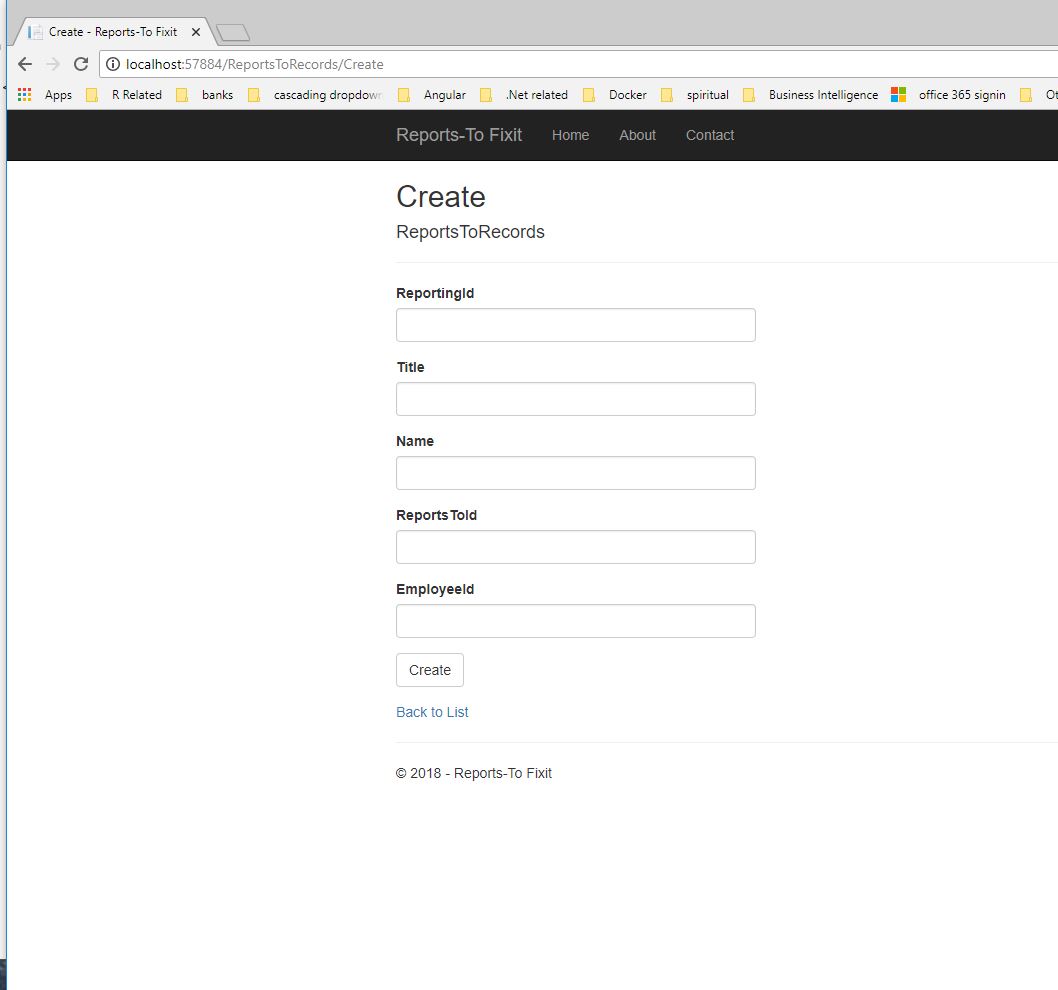 Create - Reports-To Fixit
localhost:57884/ReportsToRecords/Create
Apps R Related banks cascading dropdown Angular .Net related Docker spiritual Business Intelligence office 365 signin Ot
Reports-To Fixit Home About Contact
Create
ReportsToRecords
ReportingId
Title
Name
ReportsToId
EmployeeId
Create
Back to List
© 2018 - Reports-To Fixit